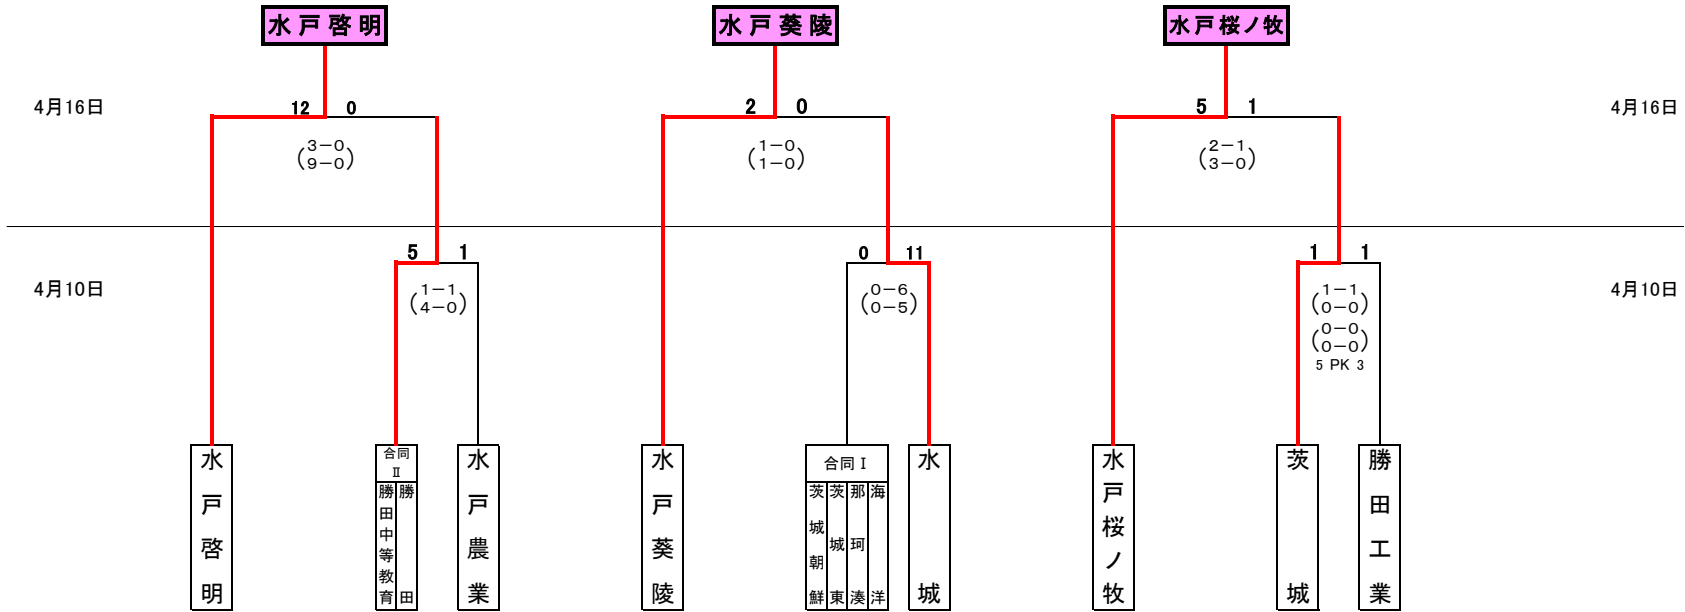 水戸啓明
水戸葵陵
水戸桜ノ牧
4月16日
12 0
2 0
5 1
4月16日
(3－0
9－0)
(1－0
1－0)
(2－1
3－0)
4月10日
5 1
0 11
1 1
4月10日
(1－1
4－0)
(0－6
0－5)
(1－1
0－0)
(0－0
0－0)
5 PK 3
水戸啓明
合同
Ⅱ
勝田中等教育
勝田
水戸農業
水戸葵陵
合同Ⅰ
茨城朝鮮
茨城東
那珂湊
海洋
水城
水戸桜ノ牧
茨城
勝田工業